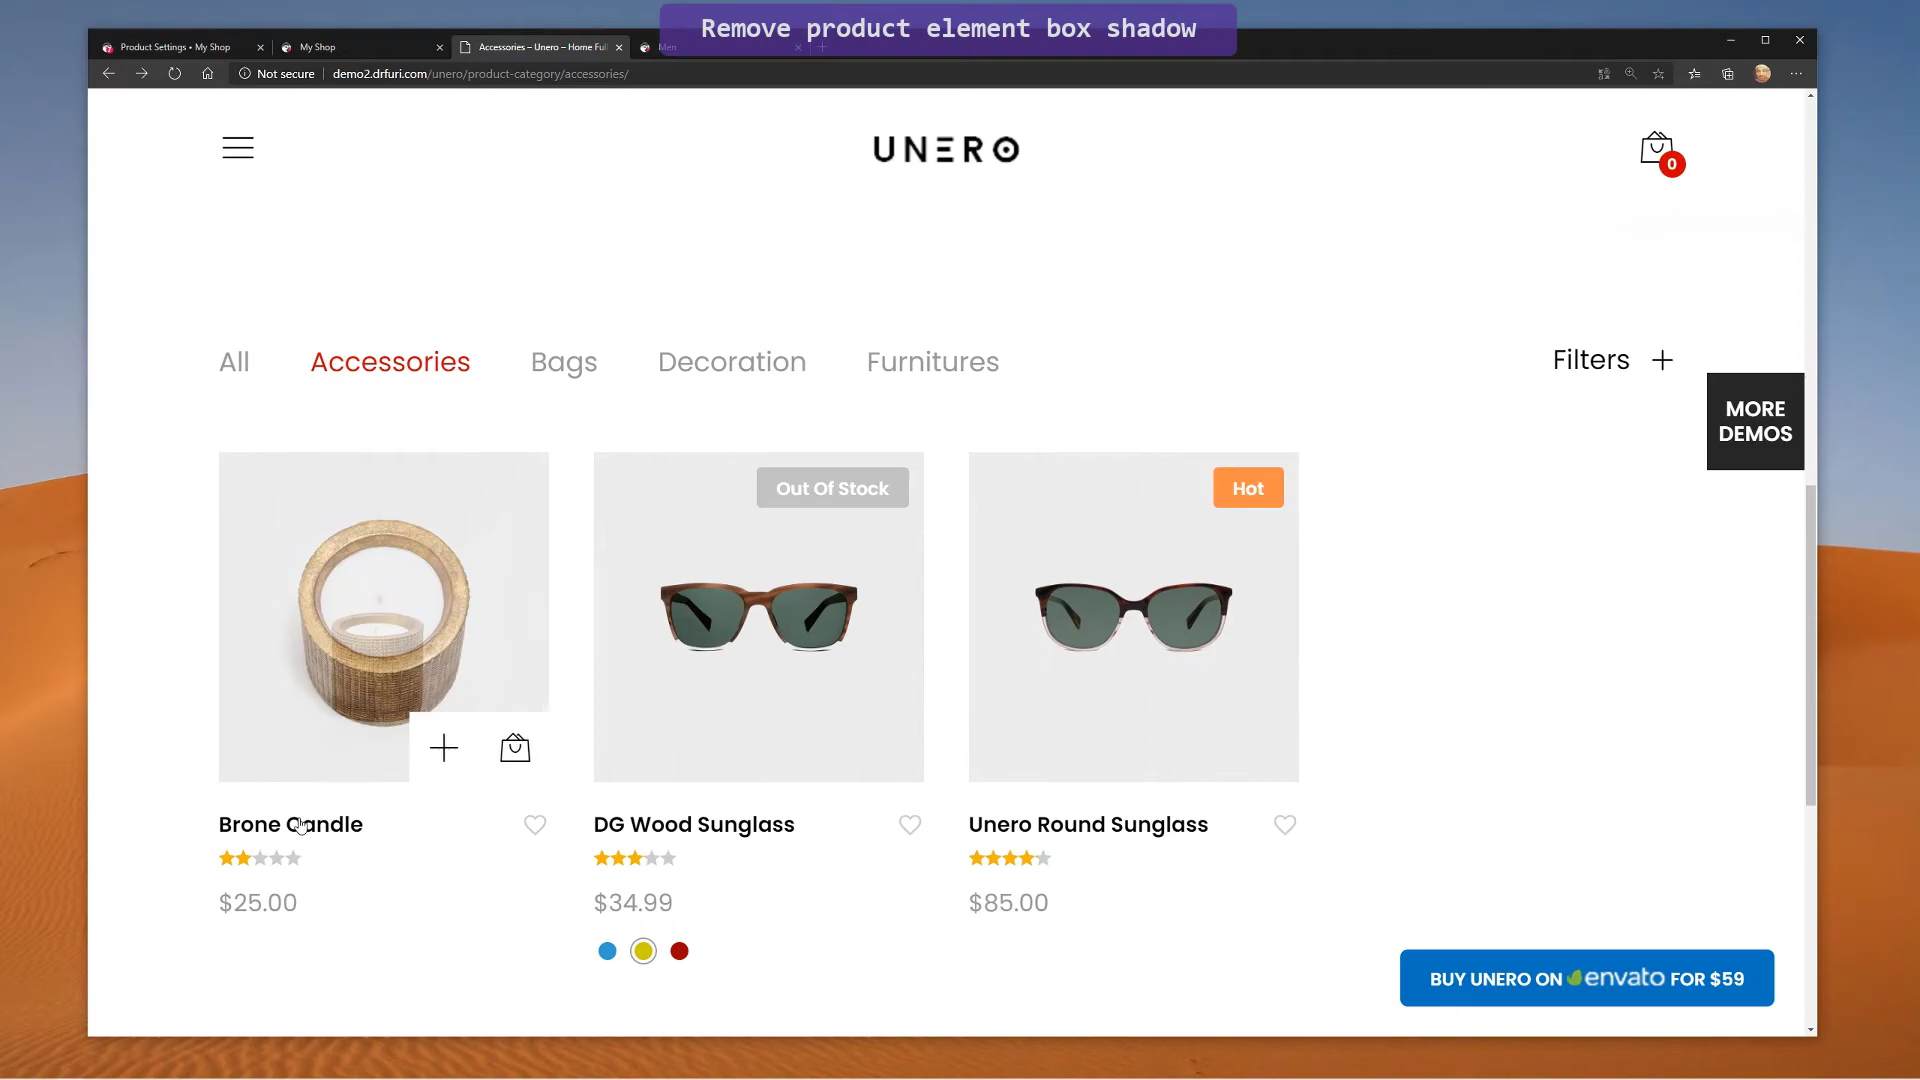 Remove product element box shadow
Product Settings • My Shop
My Shop
Accessories – Unero – Home Ful
Men
Not secure
demo2.drfuri.com/unero/product-category/accessories/
UNERO
0
All
Accessories
Bags
Decoration
Furnitures
Filters +
MORE
DEMOS
Out Of Stock
Hot
Brone Candle
DG Wood Sunglass
Unero Round Sunglass
$25.00
$34.99
$85.00
BUY UNERO ON envato FOR $59